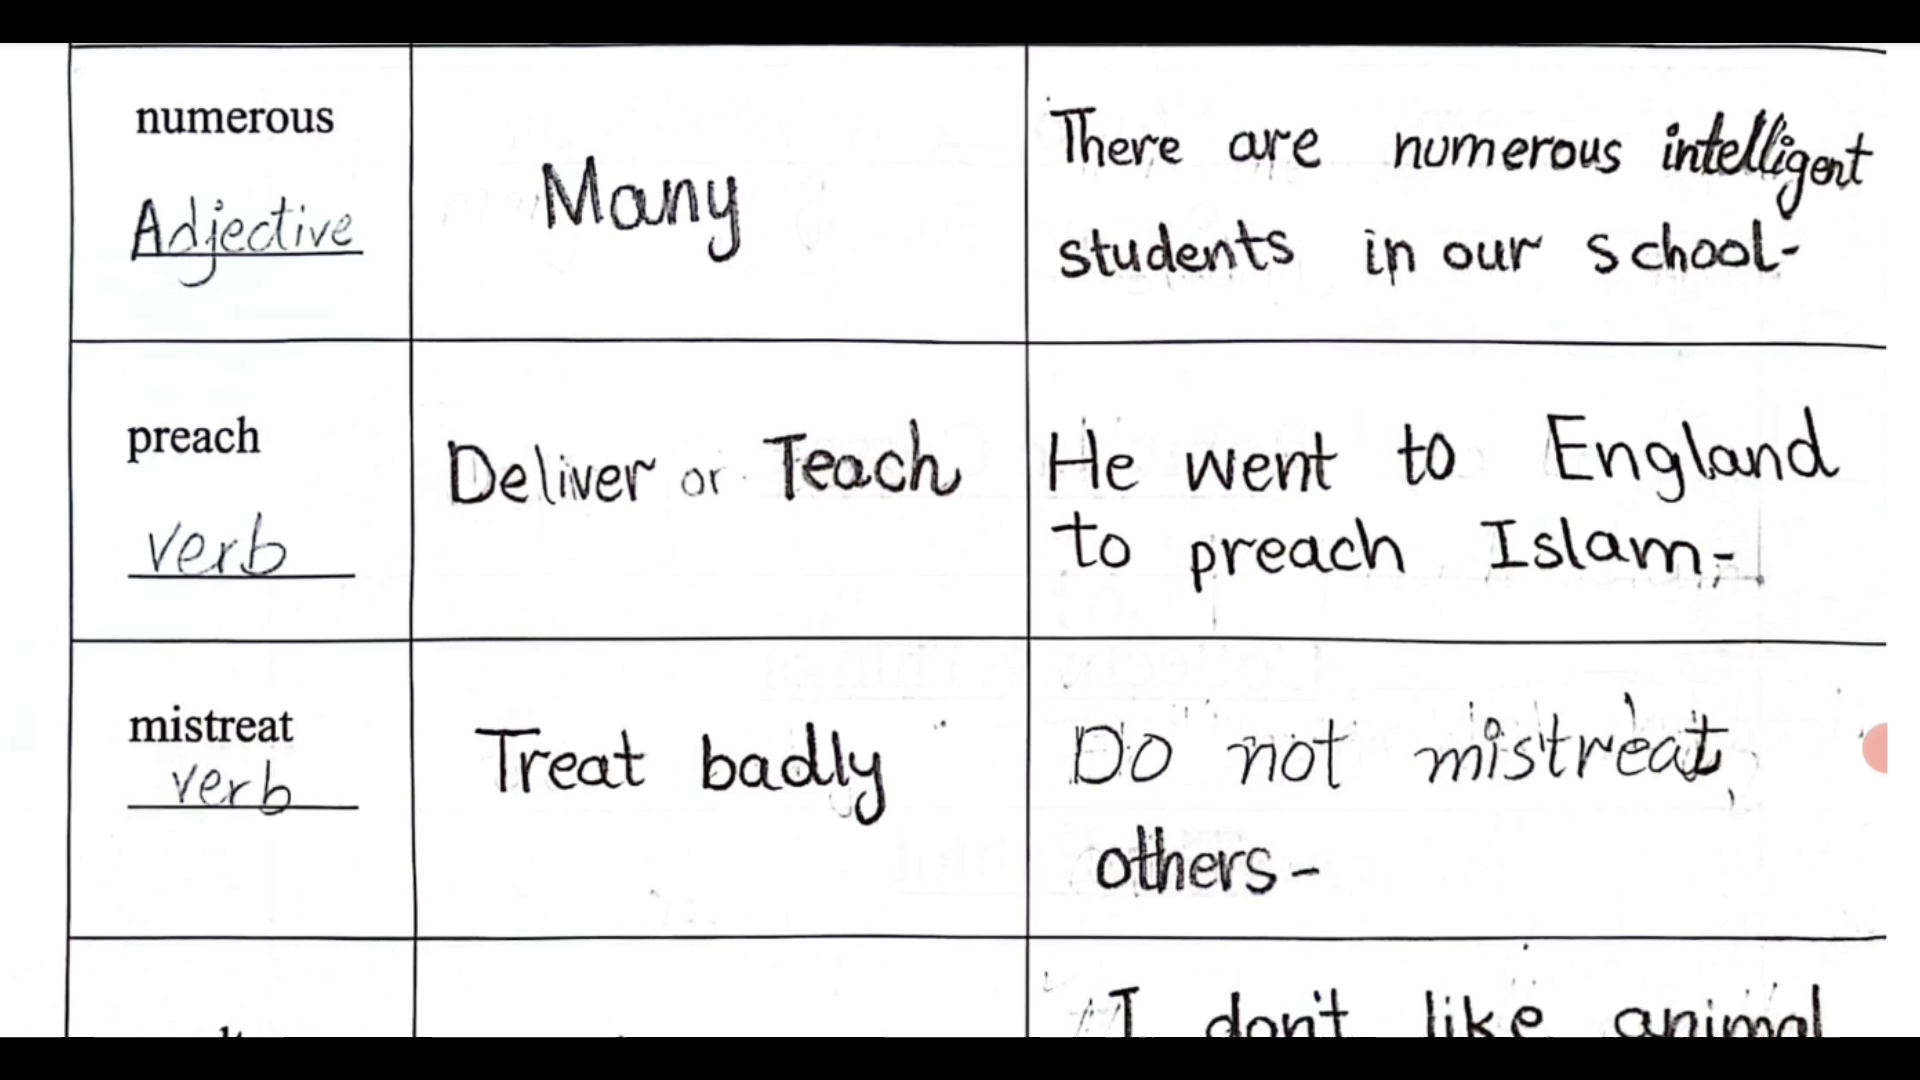 numerous
Adjective
Many
There are numerous intelligent
students in our school-
preach
verb
Deliver or Teach
He went to England
to preach Islam-
mistreat
verb
Treat badly
Do not mistreat
others-
I don't like animal